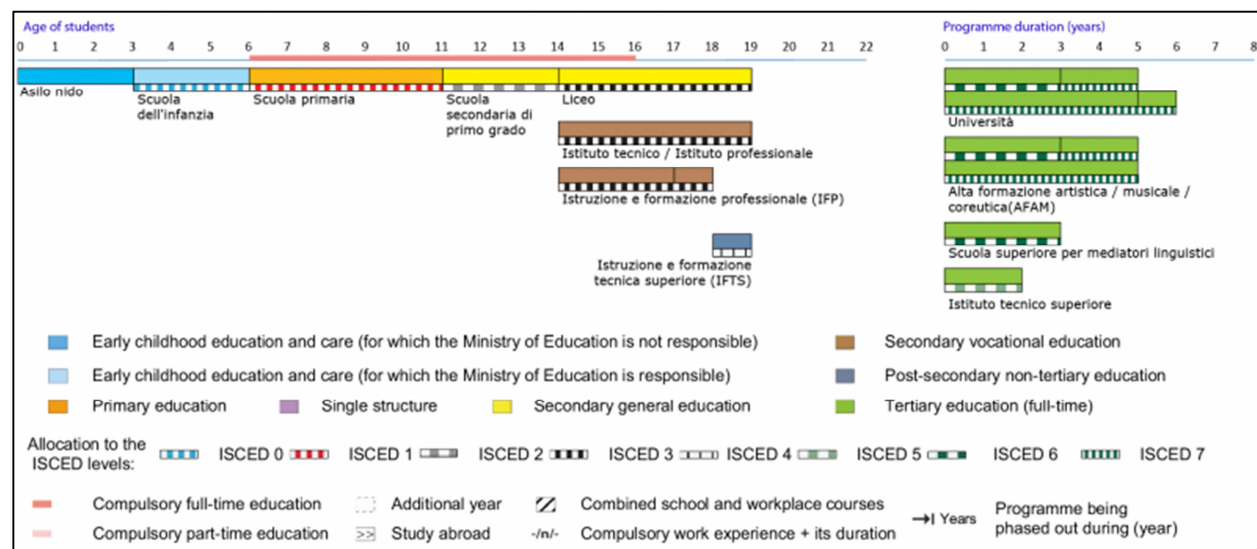 Age of students
Programme duration (years)
0 1 2 3 4 5 6 7 8 9 10 11 12 13 14 15 16 17 18 19 20 21 22
0 1 2 3 4 5 6 7 8
Asilo nido
Scuola
dell'infanzia
Scuola primaria
Scuola
secondaria di
primo grado
Liceo
Istituto tecnico / Istituto professionale
Istruzione e formazione professionale (IFP)
Istruzione e formazione
tecnica superiore (IFTS)
Università
Alta formazione artistica / musicale /
coreutica(AFAM)
Scuola superiore per mediatori linguistici
Istituto tecnico superiore
Early childhood education and care (for which the Ministry of Education is not responsible)
Secondary vocational education
Early childhood education and care (for which the Ministry of Education is responsible)
Post-secondary non-tertiary education
Primary education
Single structure
Secondary general education
Tertiary education (full-time)
Allocation to the
ISCED levels:
ISCED 0
ISCED 1
ISCED 2
ISCED 3
ISCED 4
ISCED 5
ISCED 6
ISCED 7
Compulsory full-time education
Additional year
Combined school and workplace courses
Years
Programme being
phased out during (year)
Compulsory part-time education
>>
Study abroad
-/n/-
Compulsory work experience + its duration